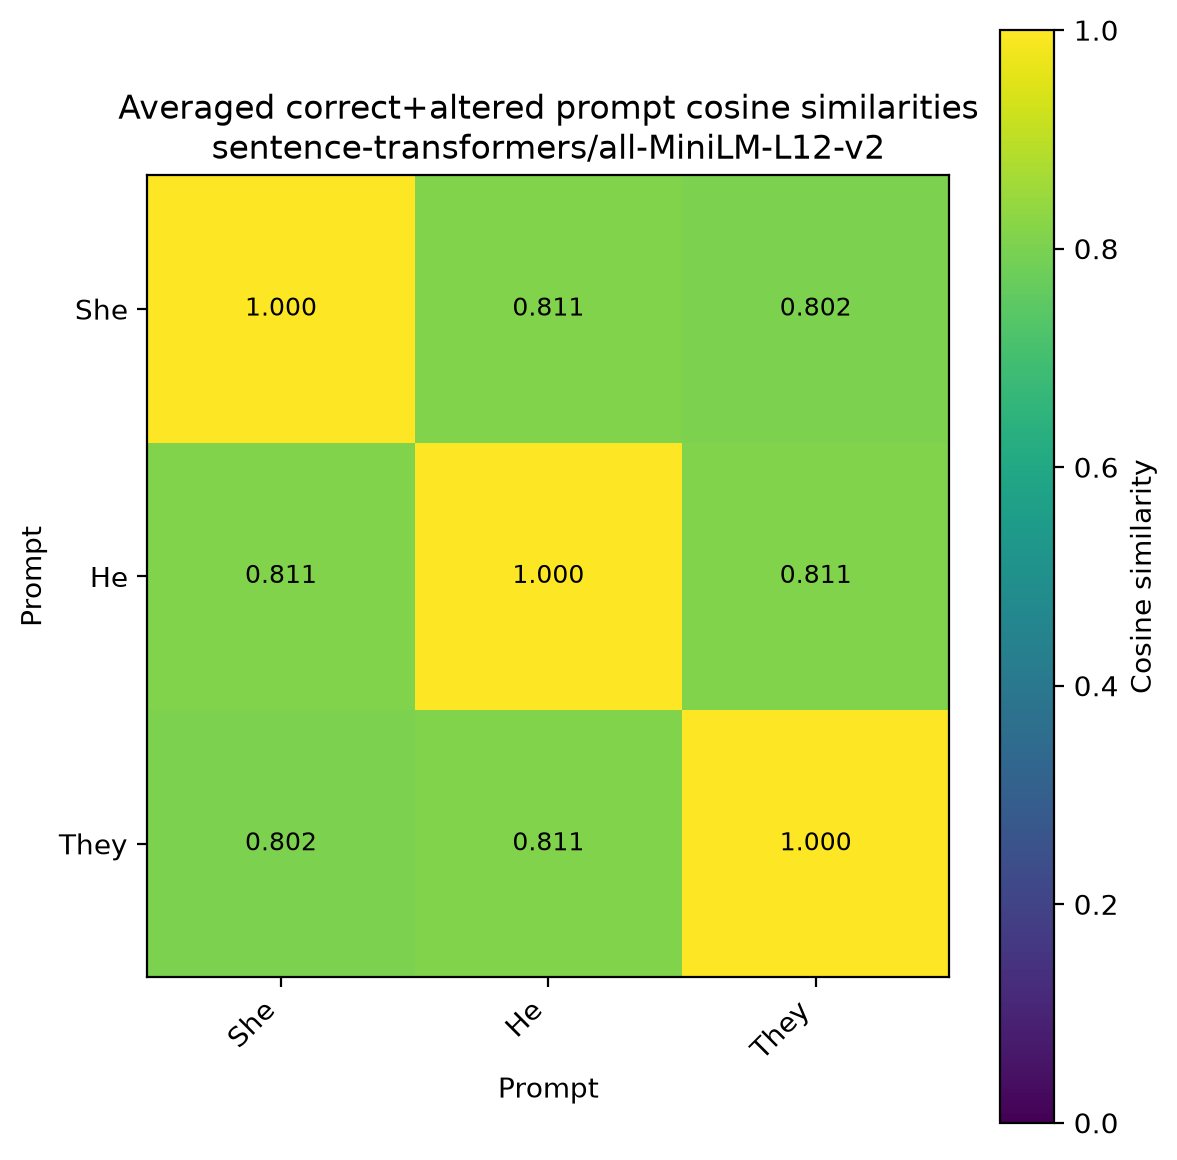 Averaged correct+altered prompt cosine similarities
sentence-transformers/all-MiniLM-L12-v2
She 1.000 0.811 0.802
He 0.811 1.000 0.811
They 0.802 0.811 1.000
She He They
Prompt
Prompt
1.0
0.8
0.6
0.4
0.2
0.0
Cosine similarity